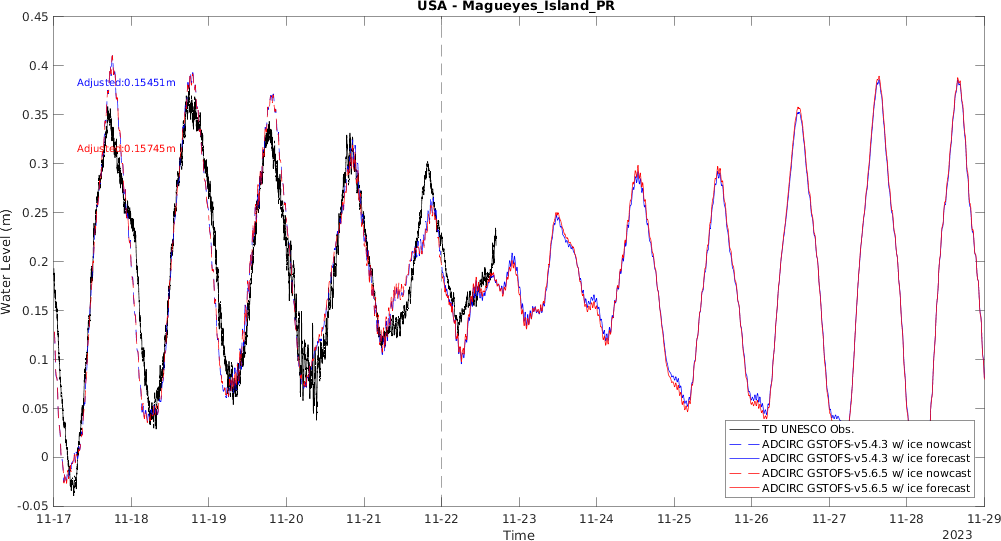 USA - Magueyes_Island_PR
0.45
0.4
0.35
0.3
0.25
0.2
0.15
0.1
0.05
0
-0.05
Water Level (m)
Adjusted:0.15451m
Adjusted:0.15745m
TD UNESCO Obs.
ADCIRC GSTOFS-v5.4.3 w/ ice nowcast
ADCIRC GSTOFS-v5.4.3 w/ ice forecast
ADCIRC GSTOFS-v5.6.5 w/ ice nowcast
ADCIRC GSTOFS-v5.6.5 w/ ice forecast
11-17 11-18 11-19 11-20 11-21 11-22 11-23 11-24 11-25 11-26 11-27 11-28 11-29
Time
2023